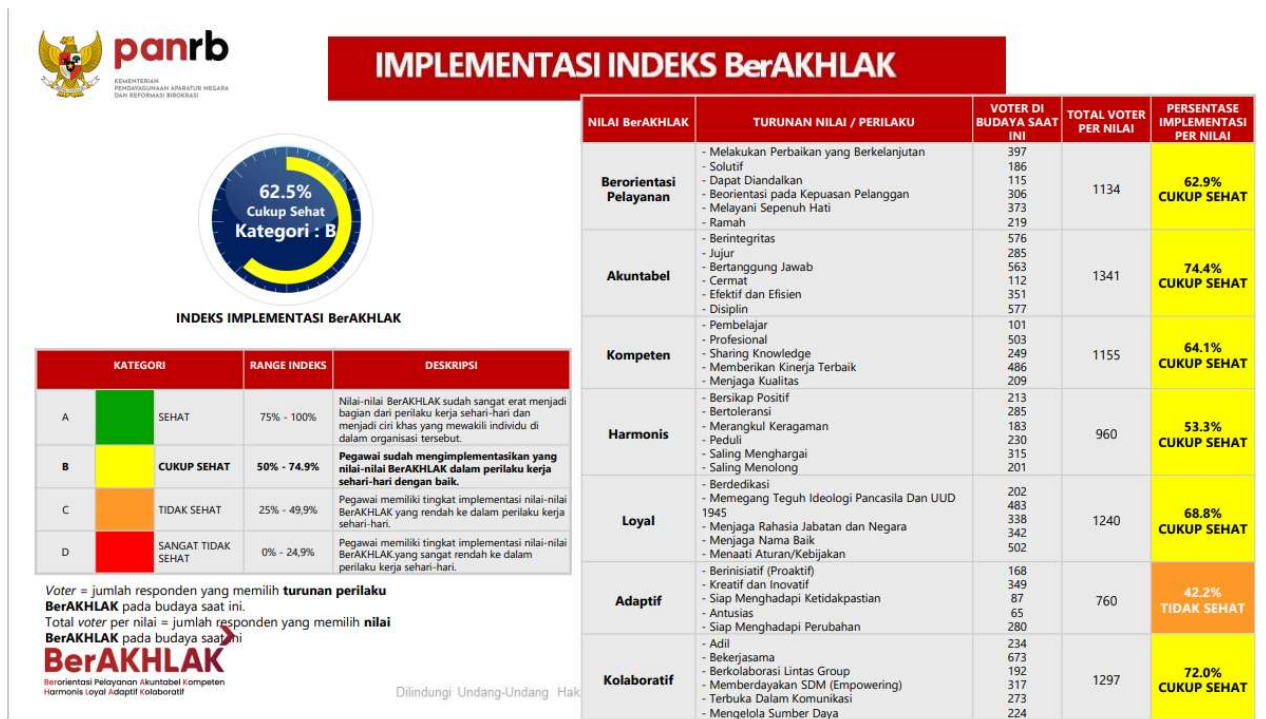 panrb
KEMENTERIAN
PENDAYAGUNAAN APARATUR NEGARA
DAN REFORMASI BIROKRASI
IMPLEMENTASI INDEKS BerAKHLAK
62.5%
Cukup Sehat
Kategori : B
INDEKS IMPLEMENTASI BerAKHLAK
KATEGORI RANGE INDEKS DESKRIPSI
A SEHAT 75% - 100%
Nilai-nilai BerAKHLAK sudah sangat erat menjadi
bagian dari perilaku kerja sehari-hari dan
menjadi ciri khas yang mewakili individu di
dalam organisasi tersebut.
B CUKUP SEHAT 50% - 74.9%
Pegawai sudah mengimplementasikan yang
nilai-nilai BerAKHLAK dalam perilaku kerja
sehari-hari dengan baik.
C TIDAK SEHAT 25% - 49,9%
Pegawai memiliki tingkat implementasi nilai-nilai
BerAKHLAK yang rendah ke dalam perilaku kerja
sehari-hari.
D SANGAT TIDAK
SEHAT 0% - 24,9%
Pegawai memiliki tingkat implementasi nilai-nilai
BerAKHLAK.yang sangat rendah ke dalam
perilaku kerja sehari-hari.
Voter = jumlah responden yang memilih turunan perilaku
BerAKHLAK pada budaya saat ini.
Total voter per nilai = jumlah responden yang memilih nilai
BerAKHLAK pada budaya saat ini
BerAKHLAK
Berorientasi Pelayanan Akuntabel Kompeten
Harmonis Loyal Adaptif Kolaboratif
Dilindungi Undang-Undang Hak
NILAI BerAKHLAK TURUNAN NILAI / PERILAKU VOTER DI
BUDAYA SAAT
INI TOTAL VOTER
PER NILAI PERSENTASE
IMPLEMENTASI
PER NILAI
Berorientasi
Pelayanan
- Melakukan Perbaikan yang Berkelanjutan 397
- Solutif 186
- Dapat Diandalkan 115
- Beorientasi pada Kepuasan Pelanggan 306
- Melayani Sepenuh Hati 373
- Ramah 219
1134
62.9%
CUKUP SEHAT
Akuntabel
- Berintegritas 576
- Jujur 285
- Bertanggung Jawab 563
- Cermat 112
- Efektif dan Efisien 351
- Disiplin 577
1341
74.4%
CUKUP SEHAT
Kompeten
- Pembelajar 101
- Profesional 503
- Sharing Knowledge 249
- Memberikan Kinerja Terbaik 486
- Menjaga Kualitas 209
1155
64.1%
CUKUP SEHAT
Harmonis
- Bersikap Positif 213
- Bertoleransi 285
- Merangkul Keragaman 183
- Peduli 230
- Saling Menghargai 315
- Saling Menolong 201
960
53.3%
CUKUP SEHAT
Loyal
- Berdedikasi 202
- Memegang Teguh Ideologi Pancasila Dan UUD
1945 483
- Menjaga Rahasia Jabatan dan Negara 338
- Menjaga Nama Baik 342
- Menaati Aturan/Kebijakan 502
1240
68.8%
CUKUP SEHAT
Adaptif
- Berinisiatif (Proaktif) 168
- Kreatif dan Inovatif 349
- Siap Menghadapi Ketidakpastian 87
- Antusias 65
- Siap Menghadapi Perubahan 280
760
42.2%
TIDAK SEHAT
Kolaboratif
- Adil 234
- Bekerjasama 673
- Berkolaborasi Lintas Group 192
- Memberdayakan SDM (Empowering) 317
- Terbuka Dalam Komunikasi 273
- Mengelola Sumber Daya 224
1297
72.0%
CUKUP SEHAT